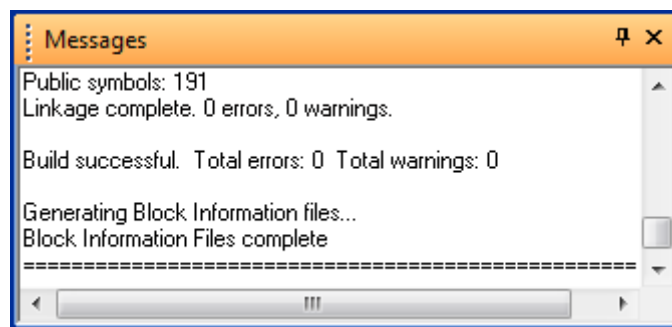 Messages
Public symbols: 191
Linkage complete. 0 errors, 0 warnings.
Build successful.  Total errors: 0  Total warnings: 0
Generating Block Information files...
Block Information Files complete
===================================================